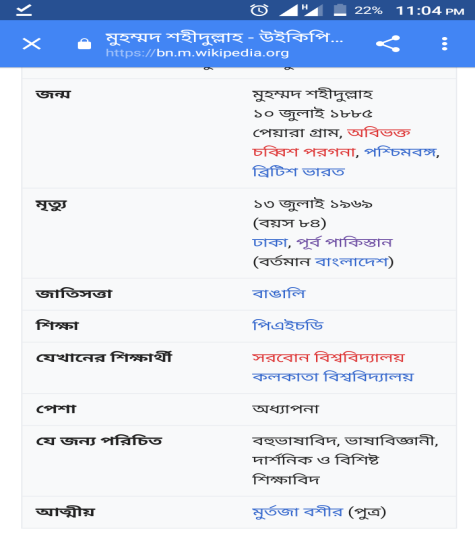 22% 11:04 PM
মুহম্মদ শহীদুল্লাহ - উইকিপি...
https://bn.m.wikipedia.org
জন্ম
মুহম্মদ শহীদুল্লাহ
১০ জুলাই ১৮৮৫
পেয়ারা গ্রাম, অবিভক্ত
চব্বিশ পরগনা, পশ্চিমবঙ্গ,
ব্রিটিশ ভারত
মৃত্যু
১৩ জুলাই ১৯৬৯
(বয়স ৮৪)
ঢাকা, পূর্ব পাকিস্তান
(বর্তমান বাংলাদেশ)
জাতিসত্তা
বাঙালি
শিক্ষা
পিএইচডি
যেখানের শিক্ষার্থী
সরবোন বিশ্ববিদ্যালয়
কলকাতা বিশ্ববিদ্যালয়
পেশা
অধ্যাপনা
যে জন্য পরিচিত
বহুভাষাবিদ, ভাষাবিজ্ঞানী,
দার্শনিক ও বিশিষ্ট
শিক্ষাবিদ
আত্মীয়
মুর্তজা বশীর (পুত্র)